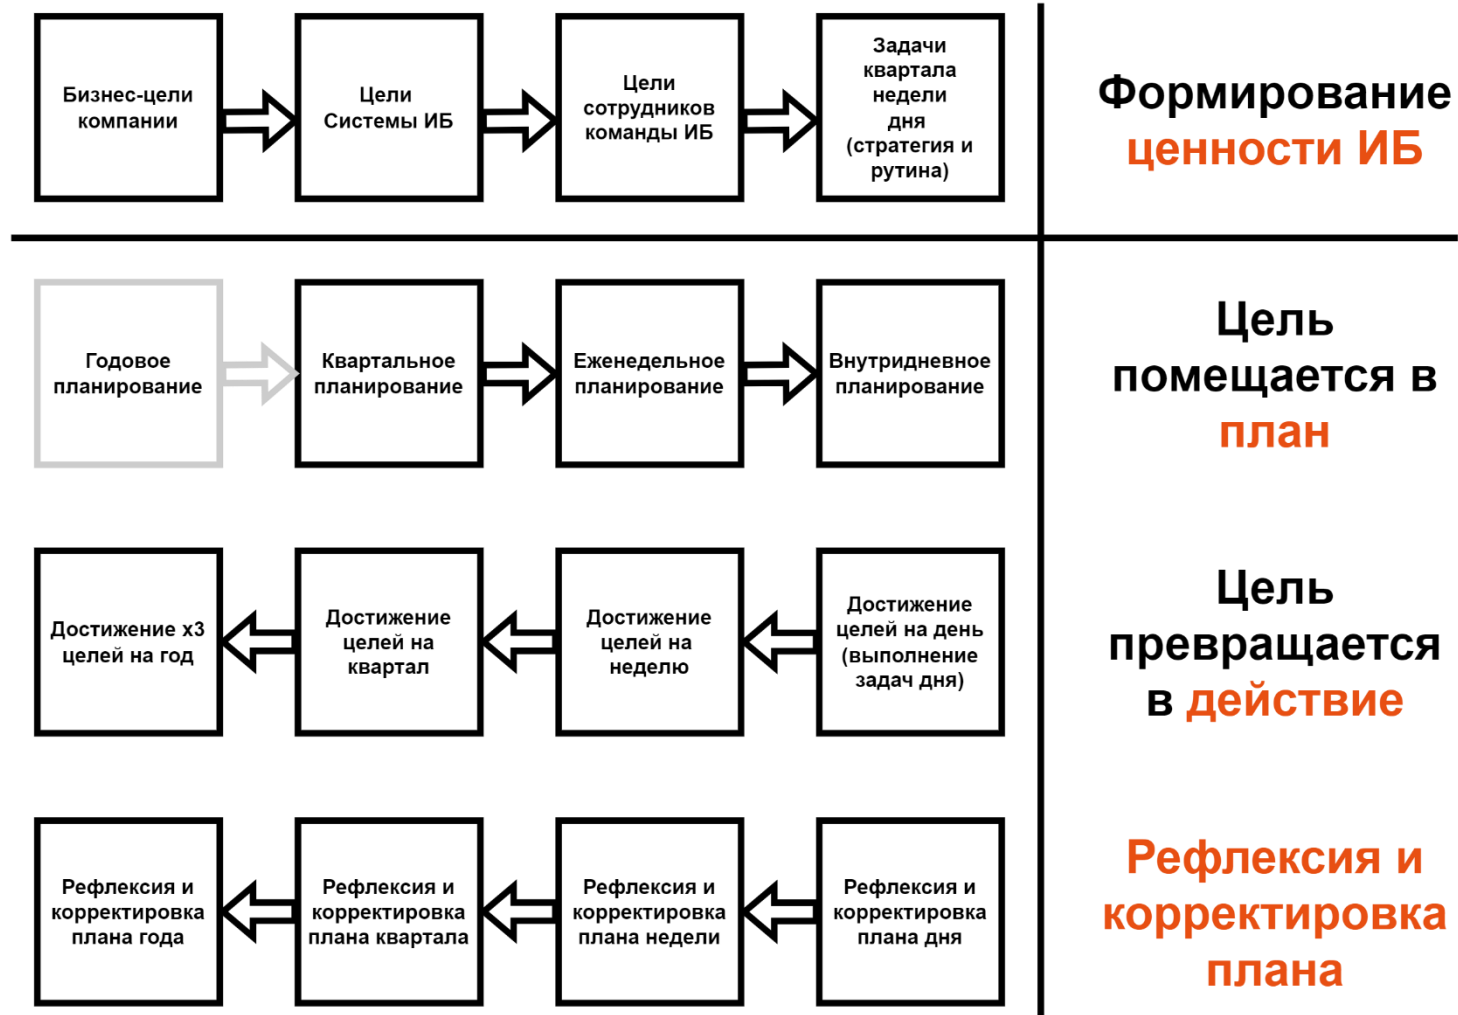 Бизнес-цели
компании
Цели
Системы ИБ
Цели
сотрудников
команды ИБ
Задачи
квартала
недели
дня
(стратегия и
рутина)
Формирование
ценности ИБ
Годовое
планирование
Квартальное
планирование
Еженедельное
планирование
Внутридневное
планирование
Цель
помещается в
план
Достижение х3
целей на год
Достижение
целей на
квартал
Достижение
целей на
неделю
Достижение
целей на день
(выполнение
задач дня)
Цель
превращается
в действие
Рефлексия и
корректировка
плана года
Рефлексия и
корректировка
плана квартала
Рефлексия и
корректировка
плана недели
Рефлексия и
корректировка
плана дня
Рефлексия и
корректировка
плана